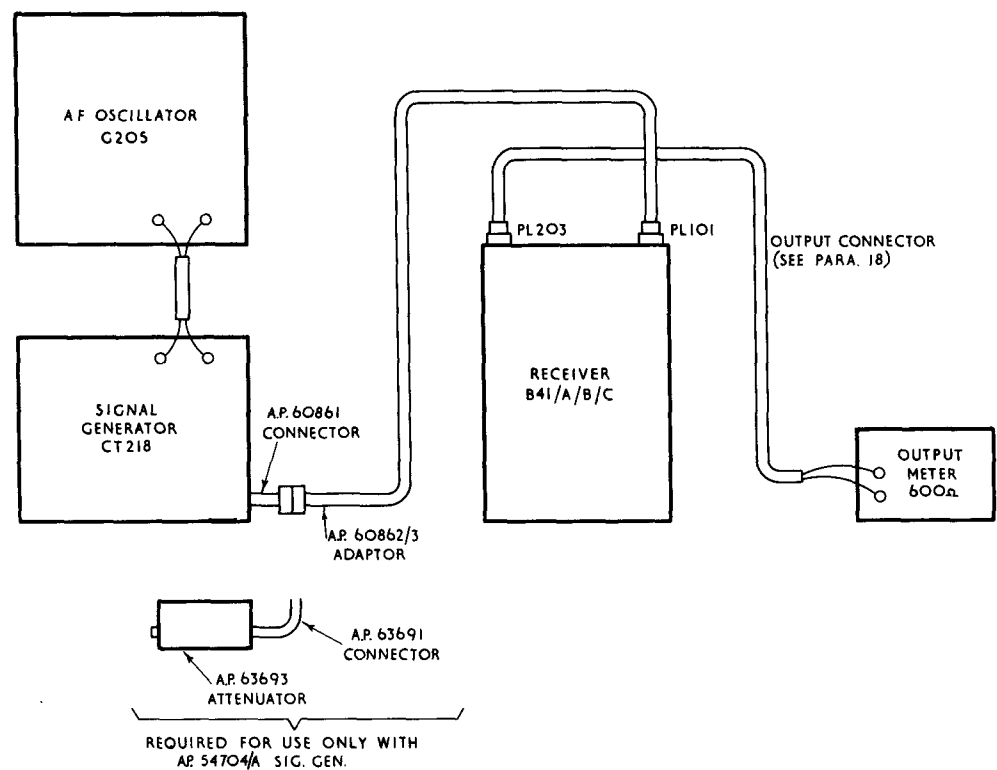 AF OSCILLATOR
G205
PL203
PL101
OUTPUT CONNECTOR
(SEE PARA. 18)
RECEIVER
B41/A/B/C
SIGNAL
GENERATOR
CT218
A.P. 60861
CONNECTOR
OUTPUT
METER
600Ω
A.P. 60862/3
ADAPTOR
A.P. 63691
CONNECTOR
A.P. 63693
ATTENUATOR
REQUIRED FOR USE ONLY WITH
A.P. 54704/A SIG. GEN.